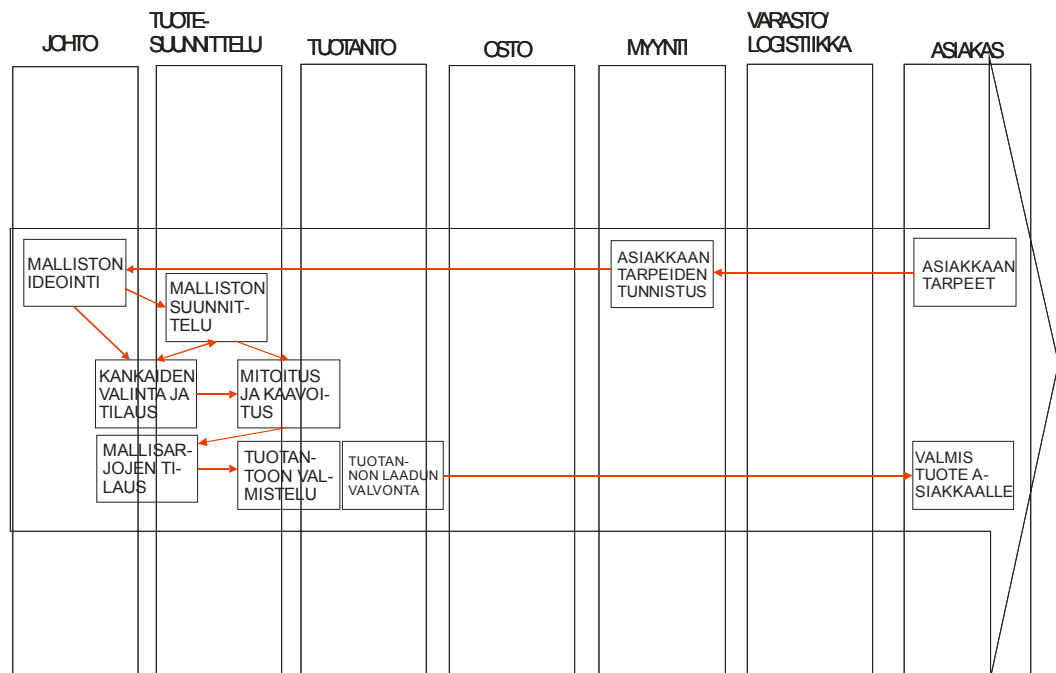 JOHTO
TUOTE-
SUUNNITTELU
TUOTANTO
OSTO
MYYNTI
VARASTO/
LOGISTIIKKA
ASIAKAS
MALLISTON
IDEOINTI
MALLISTON
SUUNNIT-
TELU
ASIAKKAAN
TARPEIDEN
TUNNISTUS
ASIAKKAAN
TARPEET
KANKAIDEN
VALINTA JA
TILAUS
MITOITUS
JA KAAVOI-
TUS
MALLISAR-
JOJEN TI-
LAUS
TUOTAN-
TOON VAL-
MISTELU
TUOTAN-
NON LAADUN
VALVONTA
VALMIS
TUOTE A-
SIAKKAALLE